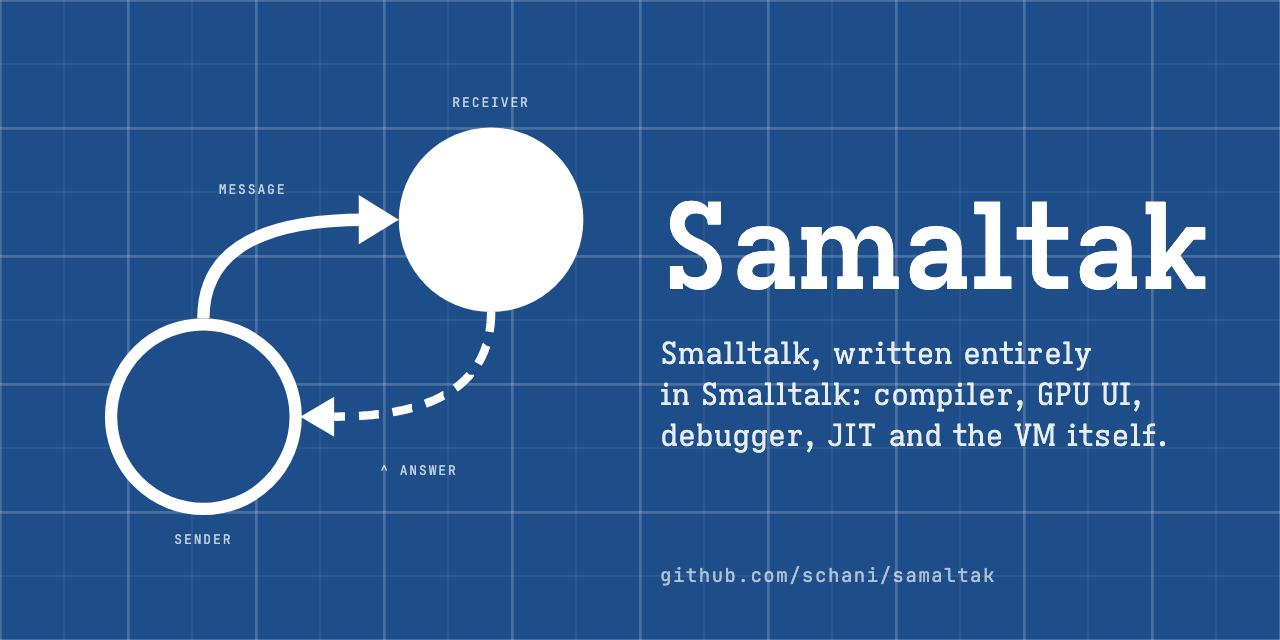 RECEIVER
MESSAGE
^ ANSWER
SENDER
Samaltak
Smalltalk, written entirely
in Smalltalk: compiler, GPU UI,
debugger, JIT and the VM itself.
github.com/schani/samaltak